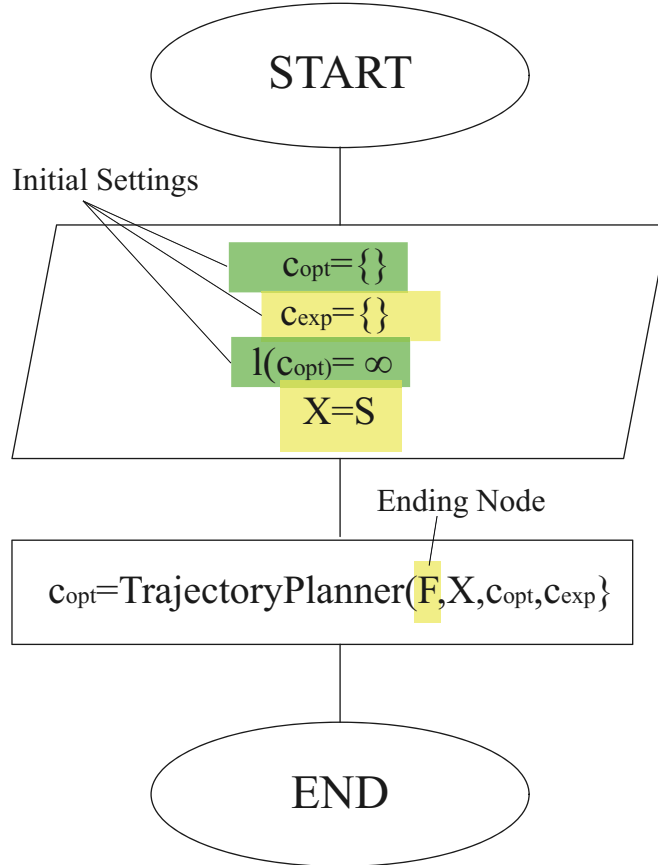 START
Initial Settings
copt={}
cexp={}
l(copt)= ∞
X=S
Ending Node
copt=TrajectoryPlanner(F,X,copt,cexp}
END